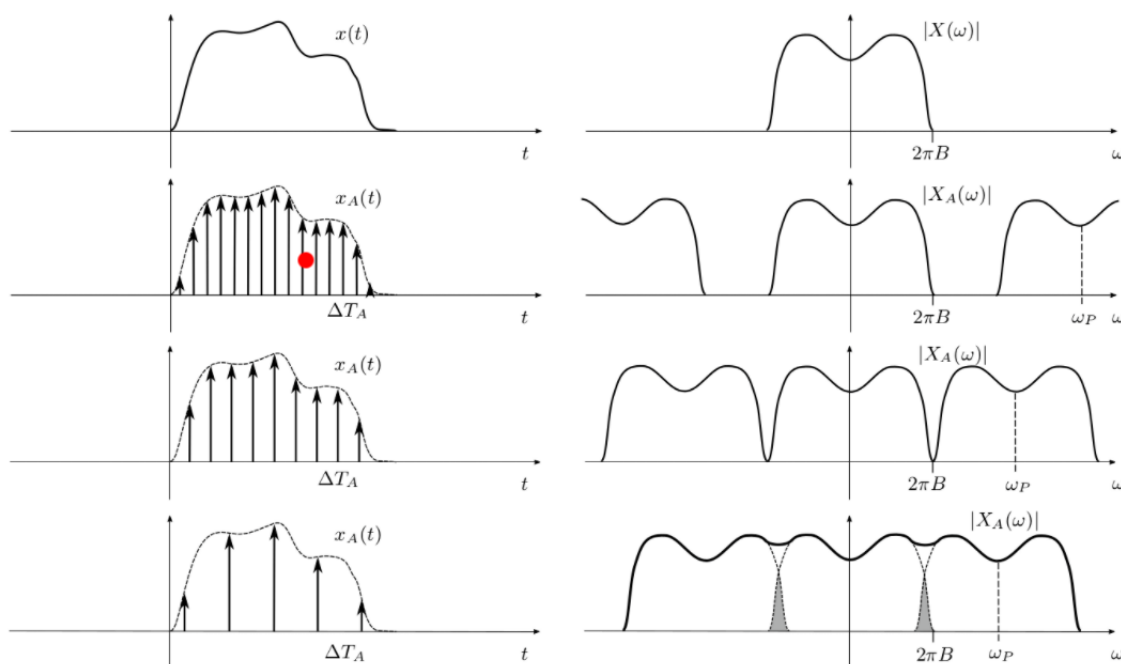 x(t)
t
|X(ω)|
2πB
ω
x_A(t)
ΔT_A
t
|X_A(ω)|
2πB
ω_P
ω
x_A(t)
ΔT_A
t
|X_A(ω)|
2πB
ω_P
ω
x_A(t)
ΔT_A
t
|X_A(ω)|
2πB
ω_P
ω